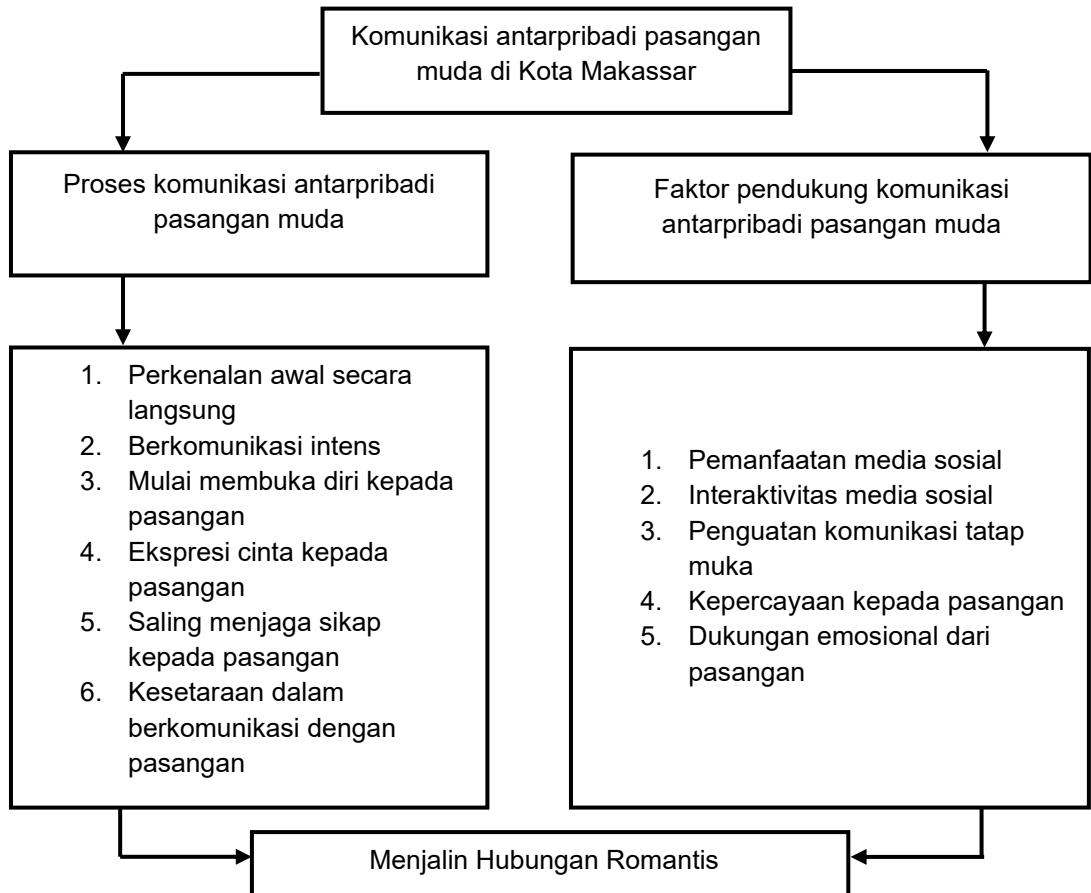 Komunikasi antarpribadi pasangan
muda di Kota Makassar
Proses komunikasi antarpribadi
pasangan muda
Faktor pendukung komunikasi
antarpribadi pasangan muda
1. Perkenalan awal secara
langsung
2. Berkomunikasi intens
3. Mulai membuka diri kepada
pasangan
4. Ekspresi cinta kepada
pasangan
5. Saling menjaga sikap
kepada pasangan
6. Kesetaraan dalam
berkomunikasi dengan
pasangan
1. Pemanfaatan media sosial
2. Interaktivitas media sosial
3. Penguatan komunikasi tatap
muka
4. Kepercayaan kepada pasangan
5. Dukungan emosional dari
pasangan
Menjalin Hubungan Romantis